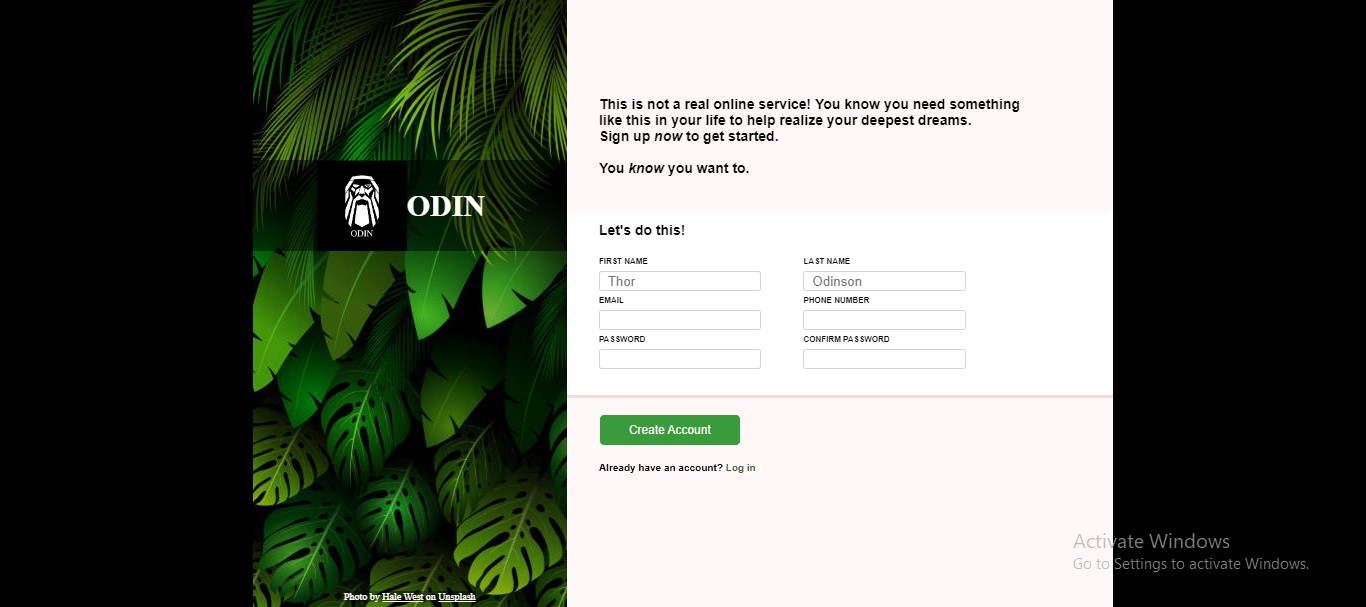 ODIN
ODIN
Photo by Hale West on Unsplash
This is not a real online service! You know you need something
like this in your life to help realize your deepest dreams.
Sign up now to get started.
You know you want to.
Let's do this!
FIRST NAME LAST NAME
Thor Odinson
EMAIL PHONE NUMBER
PASSWORD CONFIRM PASSWORD
Create Account
Already have an account? Log in
Activate Windows
Go to Settings to activate Windows.